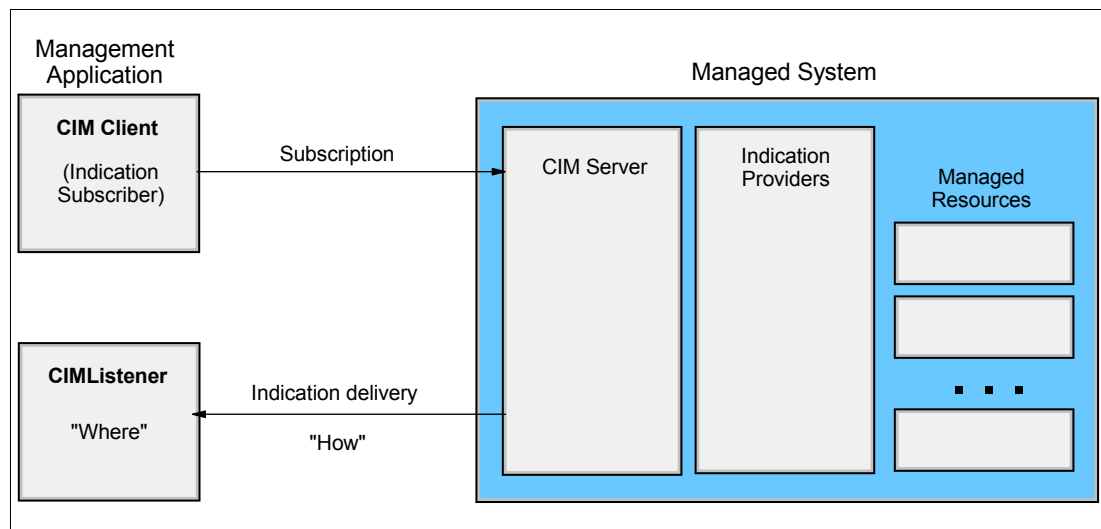 Management
Application
CIM Client
(Indication
Subscriber)
Subscription
Managed System
CIM Server
Indication
Providers
Managed
Resources
CIMListener
"Where"
Indication delivery
"How"